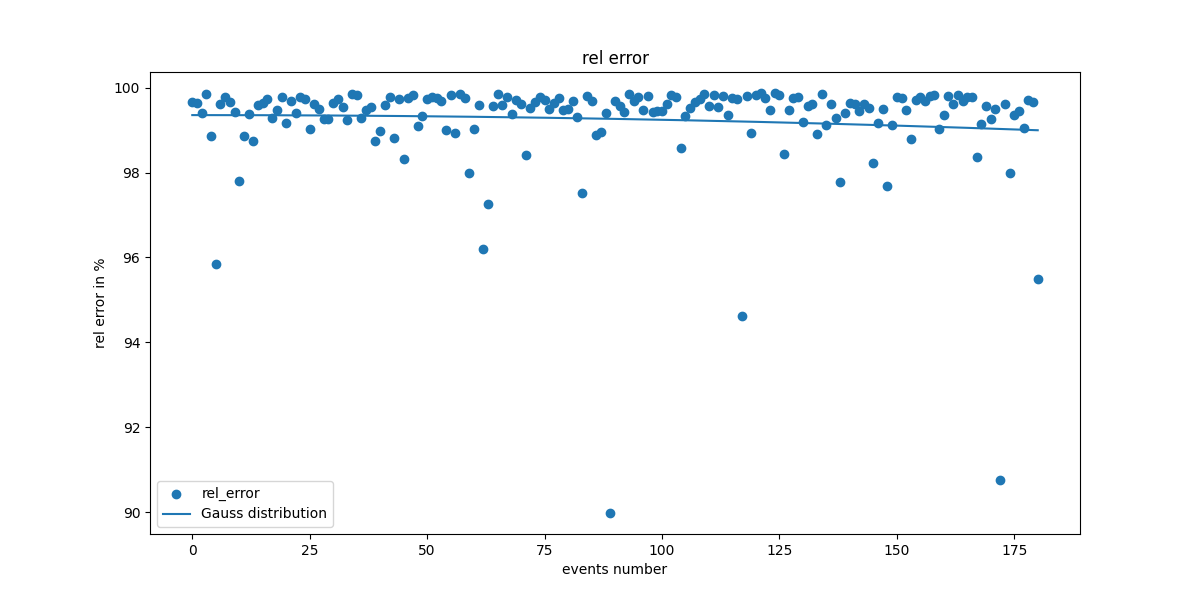 rel error
rel error in %
100
98
96
94
92
90
rel_error
Gauss distribution
0 25 50 75 100 125 150 175
events number